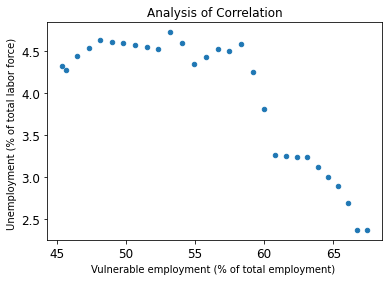 Analysis of Correlation
Unemployment (% of total labor force)
4.5
4.0
3.5
3.0
2.5
45 50 55 60 65
Vulnerable employment (% of total employment)